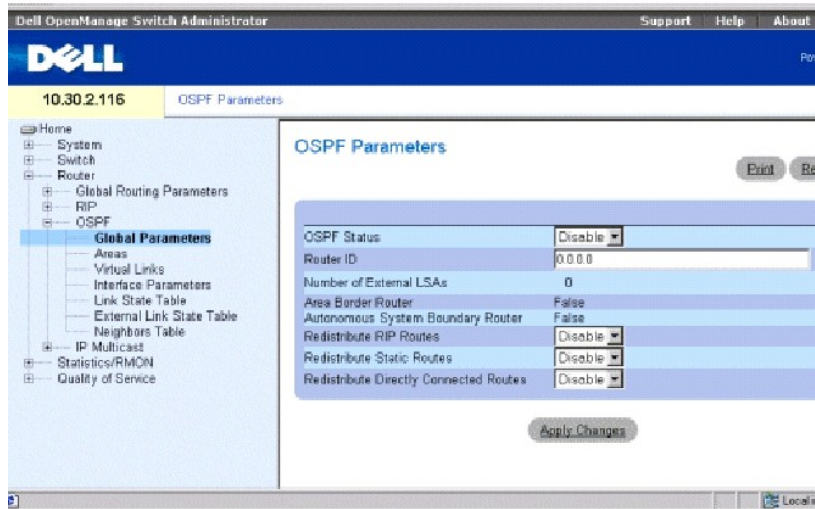 Dell OpenManage Switch Administrator Support Help About
DELL
10.30.2.116 OSPF Parameters
Home
System
Switch
Router
Global Routing Parameters
RIP
OSPF
Global Parameters
Areas
Virtual Links
Interface Parameters
Link State Table
External Link State Table
Neighbors Table
IP Multicast
Statistics/RMON
Quality of Service
OSPF Parameters
Print
OSPF Status Disable
Router ID 0.0.0.0
Number of External LSAs 0
Area Border Router False
Autonomous System Boundary Router False
Redistribute RIP Routes Disable
Redistribute Static Routes Disable
Redistribute Directly Connected Routes Disable
Apply Changes